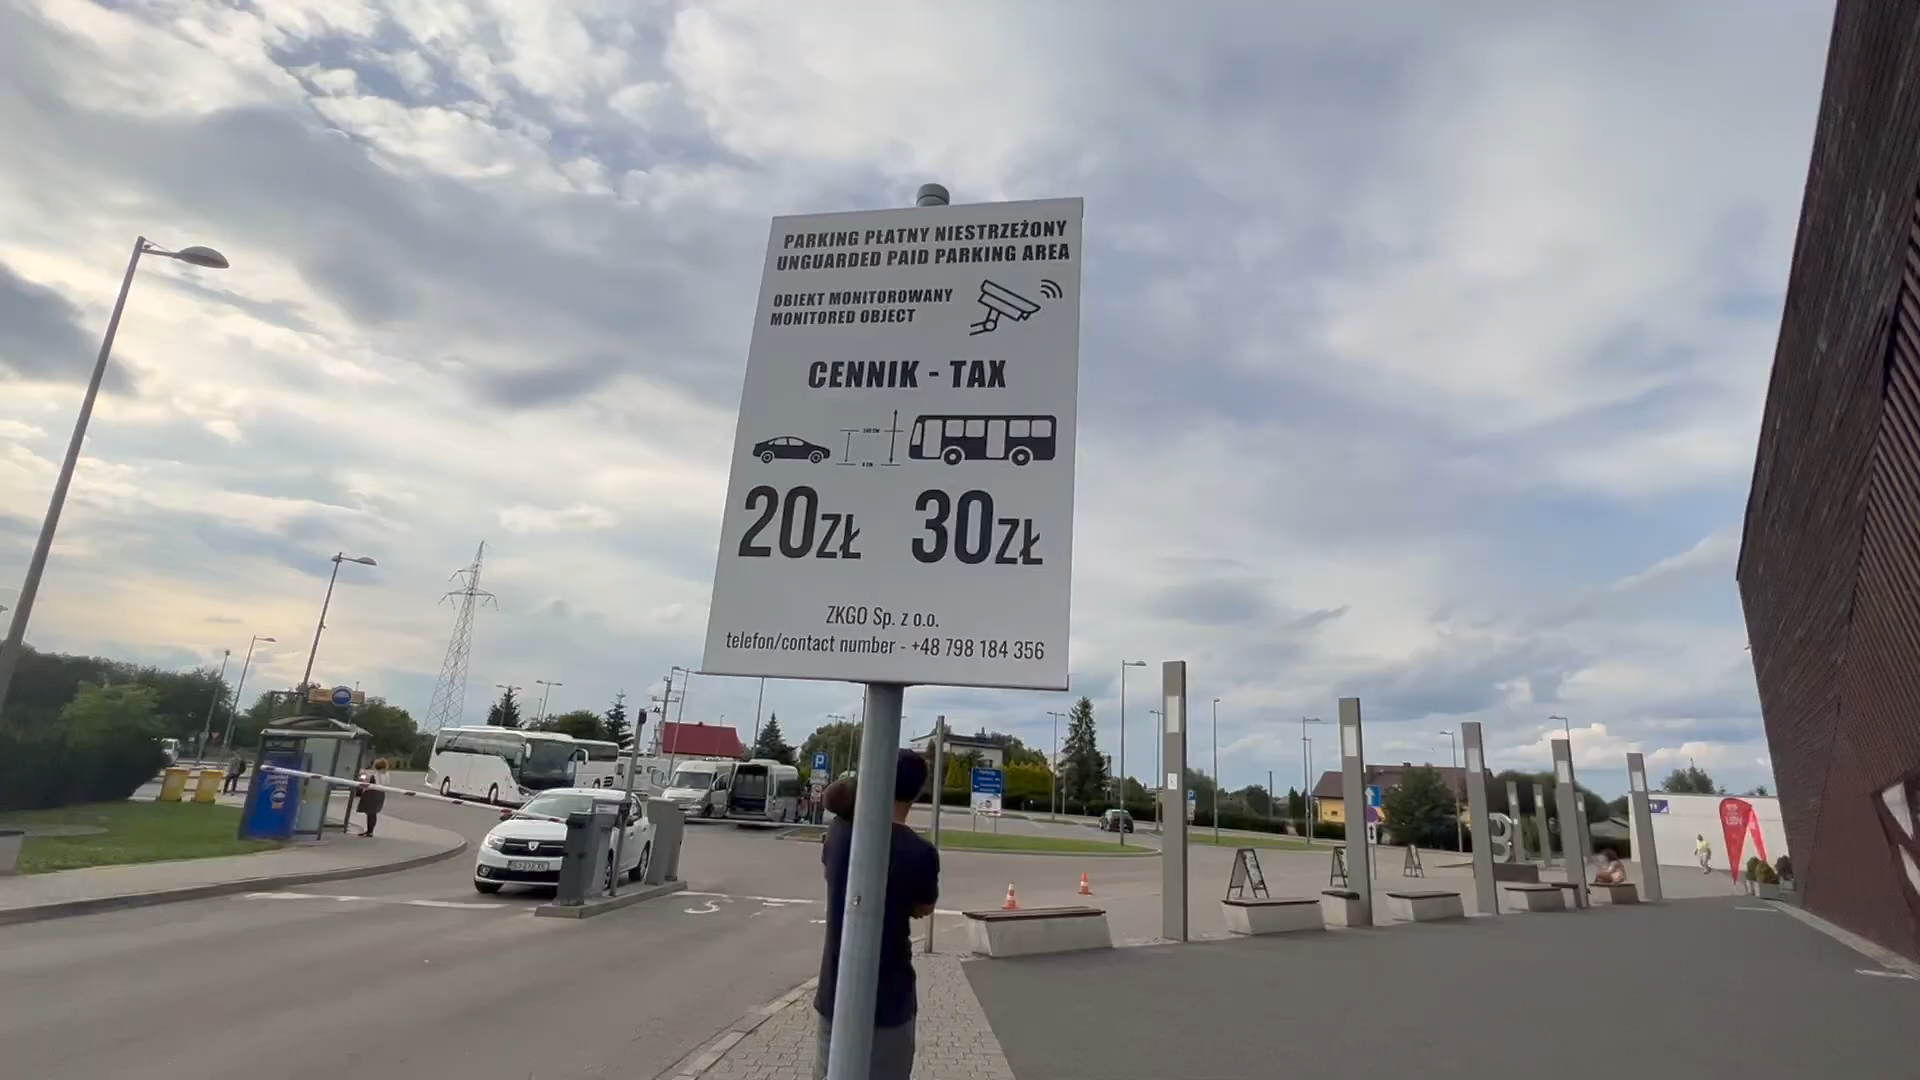 PARKING PŁATNY NIESTRZEŻONY
UNGUARDED PAID PARKING AREA
OBIEKT MONITOROWANY
MONITORED OBJECT
CENNIK - TAX
20ZŁ 30ZŁ
ZKGO Sp. z o.o.
telefon/contact number - +48 798 184 356
P
Parking